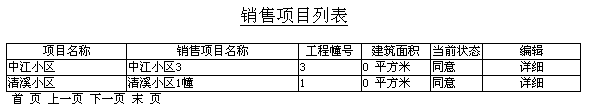 销售项目列表
项目名称 销售项目名称 工程幢号 建筑面积 当前状态 编辑
中江小区 中江小区3 3 0 平方米 同意 详细
清溪小区 清溪小区1幢 1 0 平方米 同意 详细
首 页 上一页 下一页 末 页